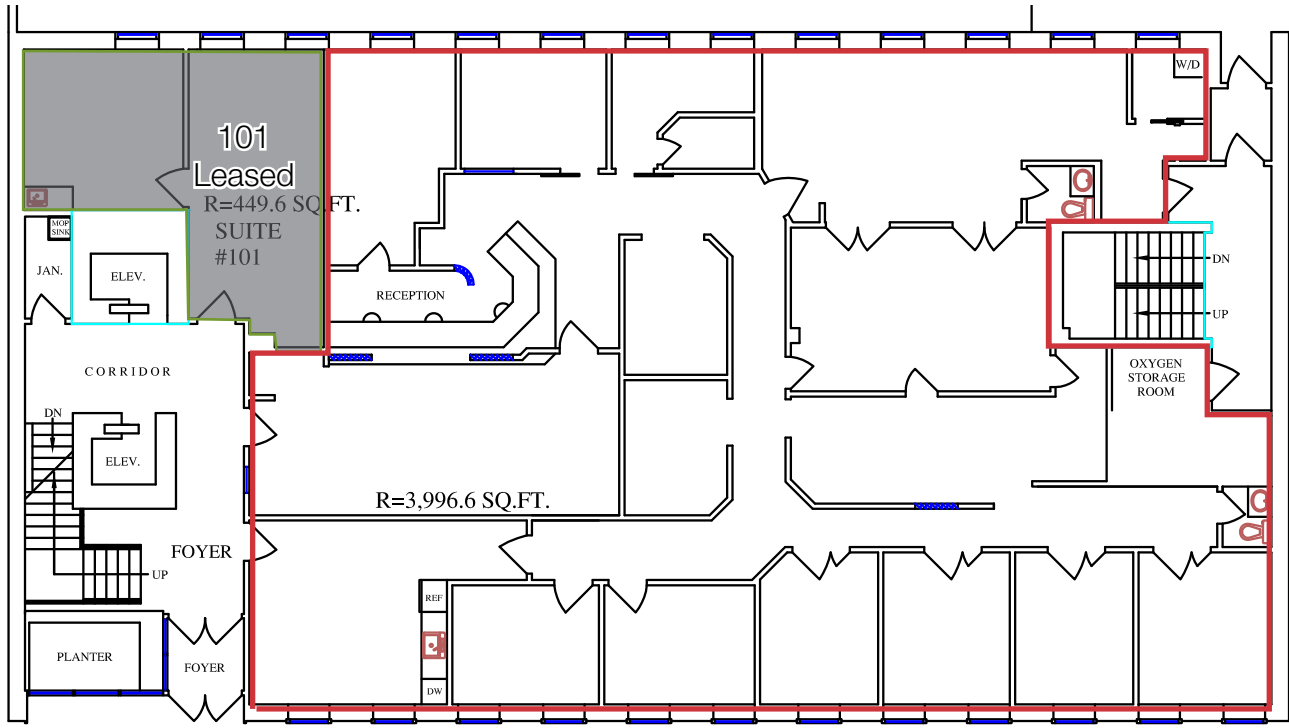 W/D
101
Leased
R=449.6 SQ.FT.
SUITE
#101
MOP
SINK
JAN.
ELEV.
RECEPTION
DN
UP
CORRIDOR
OXYGEN
STORAGE
ROOM
DN
ELEV.
R=3,996.6 SQ.FT.
FOYER
UP
REF
PLANTER
FOYER
DW